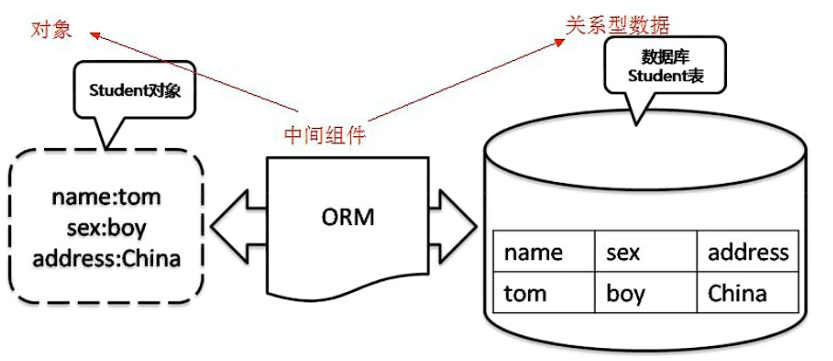 对象
关系型数据
Student对象
数据库
Student表
中间组件
name:tom
sex:boy
address:China
ORM
name sex address
tom boy China